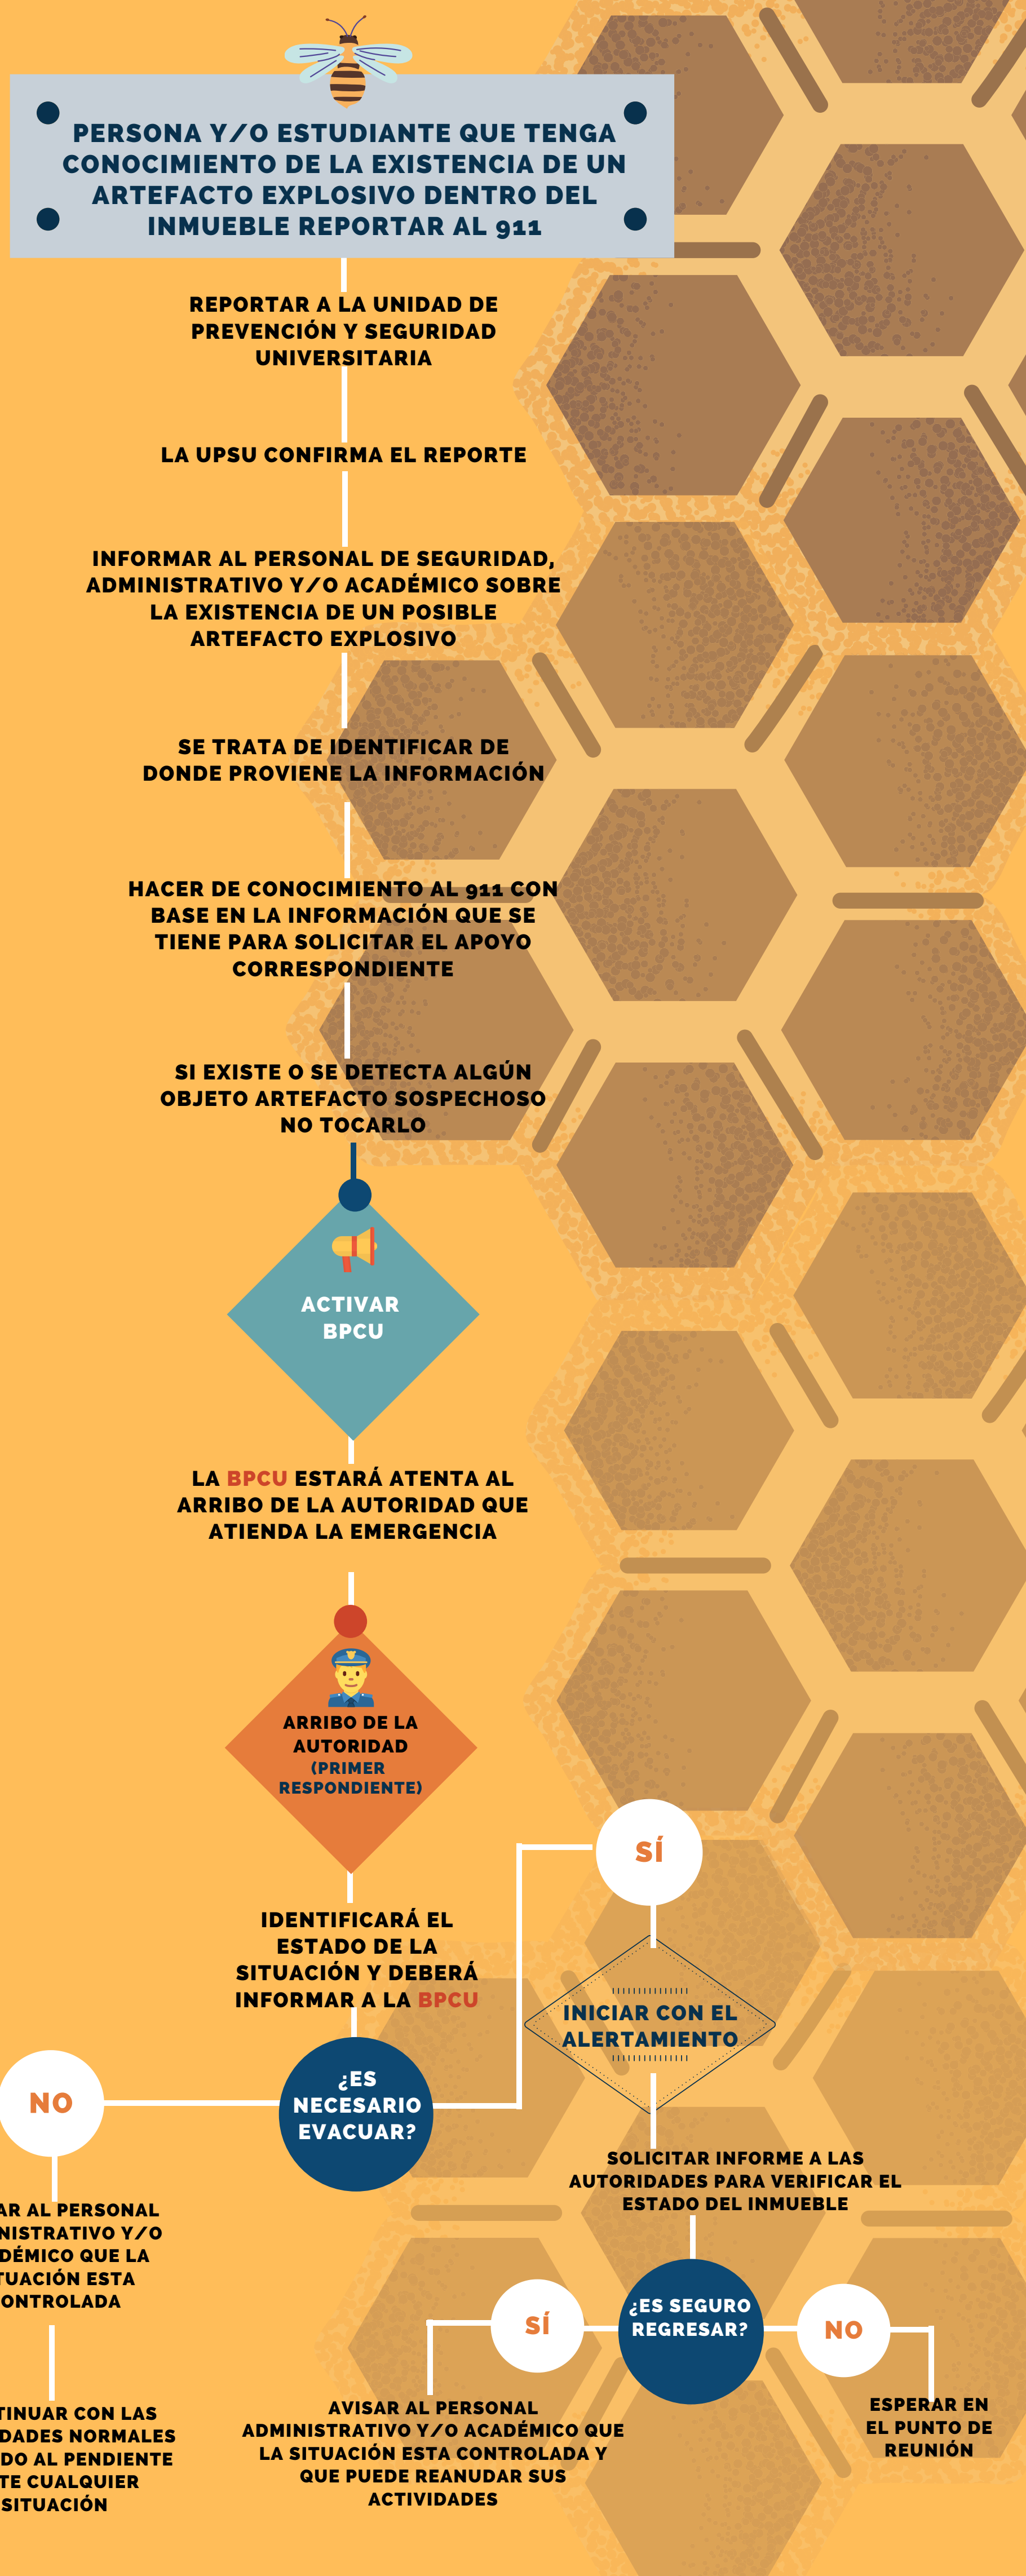 PERSONA Y/O ESTUDIANTE QUE TENGA
CONOCIMIENTO DE LA EXISTENCIA DE UN
ARTEFACTO EXPLOSIVO DENTRO DEL
INMUEBLE REPORTAR AL 911
REPORTAR A LA UNIDAD DE
PREVENCIÓN Y SEGURIDAD
UNIVERSITARIA
LA UPSU CONFIRMA EL REPORTE
INFORMAR AL PERSONAL DE SEGURIDAD,
ADMINISTRATIVO Y/O ACADÉMICO SOBRE
LA EXISTENCIA DE UN POSIBLE
ARTEFACTO EXPLOSIVO
SE TRATA DE IDENTIFICAR DE
DONDE PROVIENE LA INFORMACIÓN
HACER DE CONOCIMIENTO AL 911 CON
BASE EN LA INFORMACIÓN QUE SE
TIENE PARA SOLICITAR EL APOYO
CORRESPONDIENTE
SI EXISTE O SE DETECTA ALGÚN
OBJETO ARTEFACTO SOSPECHOSO
NO TOCARLO
ACTIVAR
BPCU
LA BPCU ESTARÁ ATENTA AL
ARRIBO DE LA AUTORIDAD QUE
ATIENDA LA EMERGENCIA
ARRIBO DE LA
AUTORIDAD
(PRIMER
RESPONDIENTE)
IDENTIFICARÁ EL
ESTADO DE LA
SITUACIÓN Y DEBERÁ
INFORMAR A LA BPCU
¿ES
NECESARIO
EVACUAR?
SÍ
INICIAR CON EL
ALERTAMIENTO
SOLICITAR INFORME A LAS
AUTORIDADES PARA VERIFICAR EL
ESTADO DEL INMUEBLE
¿ES SEGURO
REGRESAR?
SÍ
AVISAR AL PERSONAL
ADMINISTRATIVO Y/O ACADÉMICO QUE
LA SITUACIÓN ESTA CONTROLADA Y
QUE PUEDE REANUDAR SUS
ACTIVIDADES
NO
ESPERAR EN
EL PUNTO DE
REUNIÓN
NO
AR AL PERSONAL
NISTRATIVO Y/O
DÉMICO QUE LA
TUACIÓN ESTA
ONTROLADA
TINUAR CON LAS
DADES NORMALES
DO AL PENDIENTE
TE CUALQUIER
SITUACIÓN